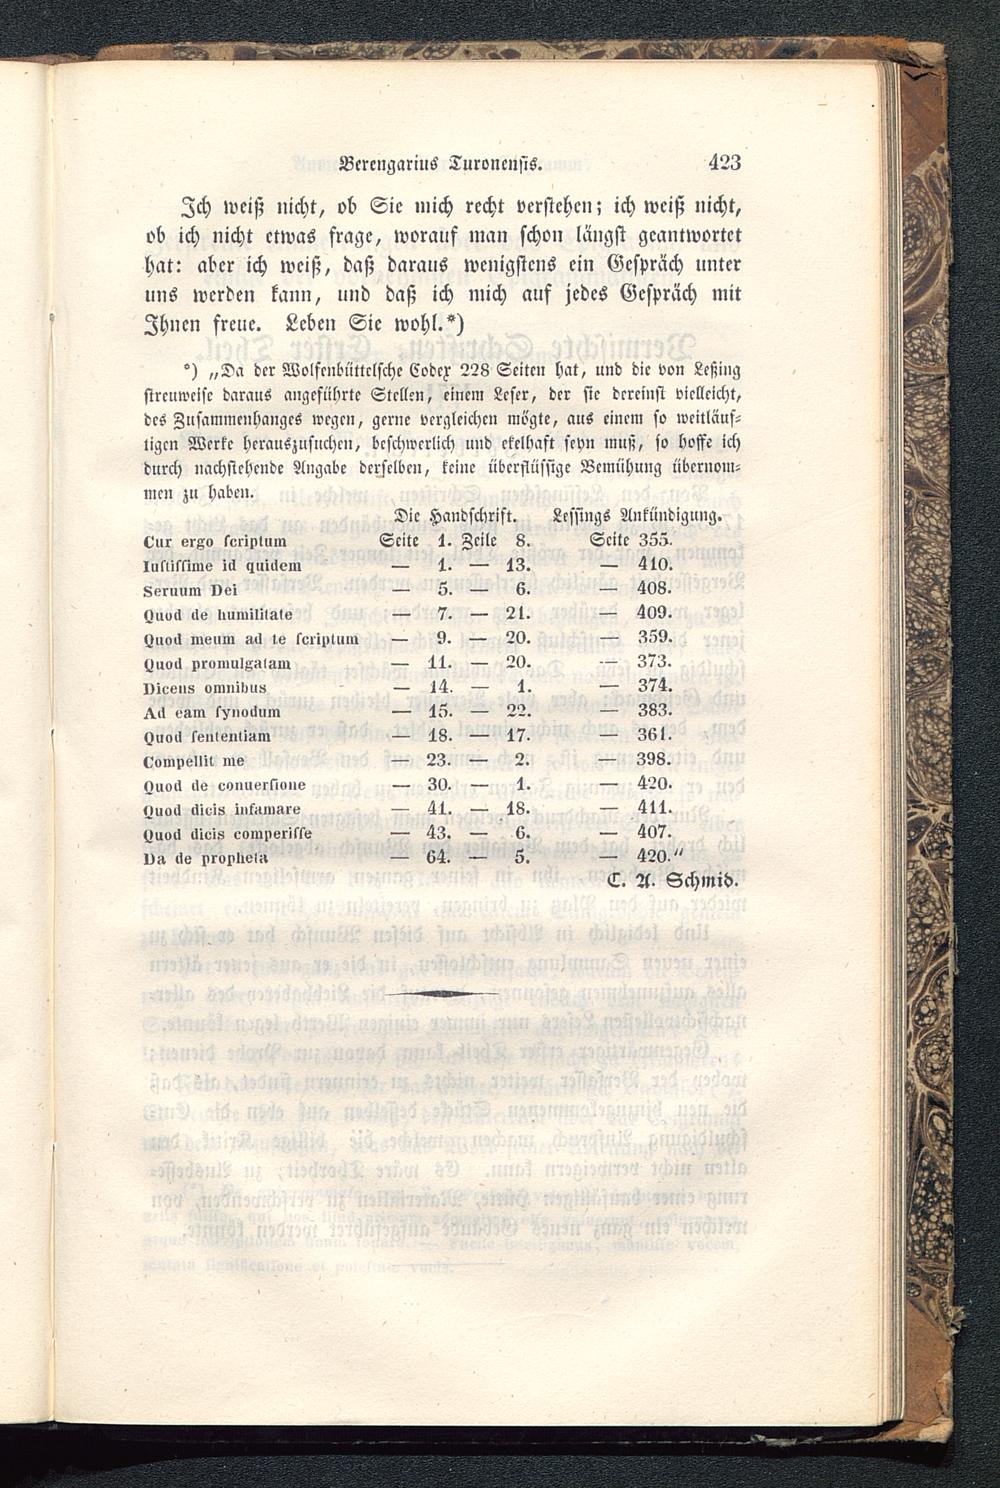 Berengarius Turonensis. 423
Ich weiß nicht, ob Sie mich recht verstehen; ich weiß nicht,
ob ich nicht etwas frage, worauf man schon längst geantwortet
hat: aber ich weiß, daß daraus wenigstens ein Gespräch unter
uns werden kann, und daß ich mich auf jedes Gespräch mit
Ihnen freue. Leben Sie wohl.*)
*) „Da der Wolfenbüttelsche Codex 228 Seiten hat, und die von Leßing
streuweise daraus angeführte Stellen, einem Leser, der sie dereinst vielleicht,
des Zusammenhanges wegen, gerne vergleichen mögte, aus einem so weitläuf-
tigen Werke herauszusuchen, beschwerlich und ekelhaft seyn muß, so hoffe ich
durch nachstehende Angabe derselben, keine überflüssige Bemühung übernom-
men zu haben.
Die Handschrift. Lessings Ankündigung.
Cur ergo ſcriptum Seite 1. Zeile 8. Seite 355.
Iuſtiſſime id quidem — 1. — 13. — 410.
Seruum Dei — 5. — 6. — 408.
Quod de humilitate — 7. — 21. — 409.
Quod meum ad te ſcriptum — 9. — 20. — 359.
Quod promulgatam — 11. — 20. — 373.
Dicens omnibus — 14. 1. — 374.
Ad eam ſynodum — 15. — 22. — 383.
Quod ſententiam — 18. — 17. — 361.
Compellit me — 23. — 2. — 398.
Quod de conuerſione — 30. — 1. — 420.
Quod dicis infamare — 41. — 18. — 411.
Quod dicis comperiſſe — 43. — 6. — 407.
Da de propheta — 64. — 5. — 420.“
C. A. Schmid.